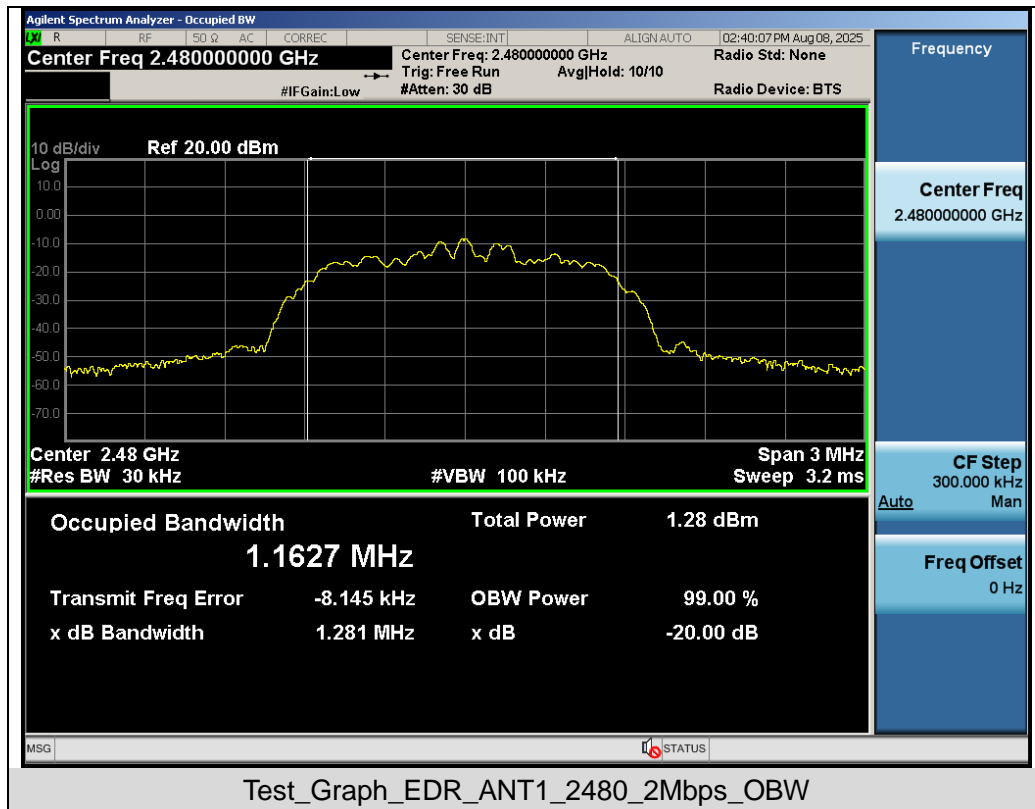 Agilent Spectrum Analyzer - Occupied BW
LXI R RF 50 Ω AC CORREC SENSE:INT ALIGN AUTO 02:40:07 PM Aug 08, 2025
Center Freq 2.480000000 GHz Center Freq: 2.480000000 GHz Radio Std: None
Trig: Free Run Avg|Hold: 10/10
#IFGain:Low #Atten: 30 dB Radio Device: BTS
Frequency
10 dB/div Ref 20.00 dBm
Log
10.0
0.00
-10.0
-20.0
-30.0
-40.0
-50.0
-60.0
-70.0
Center 2.48 GHz Span 3 MHz
#Res BW 30 kHz #VBW 100 kHz Sweep 3.2 ms
Center Freq
2.480000000 GHz
CF Step
300.000 kHz
Auto Man
Freq Offset
0 Hz
Occupied Bandwidth Total Power 1.28 dBm
1.1627 MHz
Transmit Freq Error -8.145 kHz OBW Power 99.00 %
x dB Bandwidth 1.281 MHz x dB -20.00 dB
MSG STATUS
Test_Graph_EDR_ANT1_2480_2Mbps_OBW